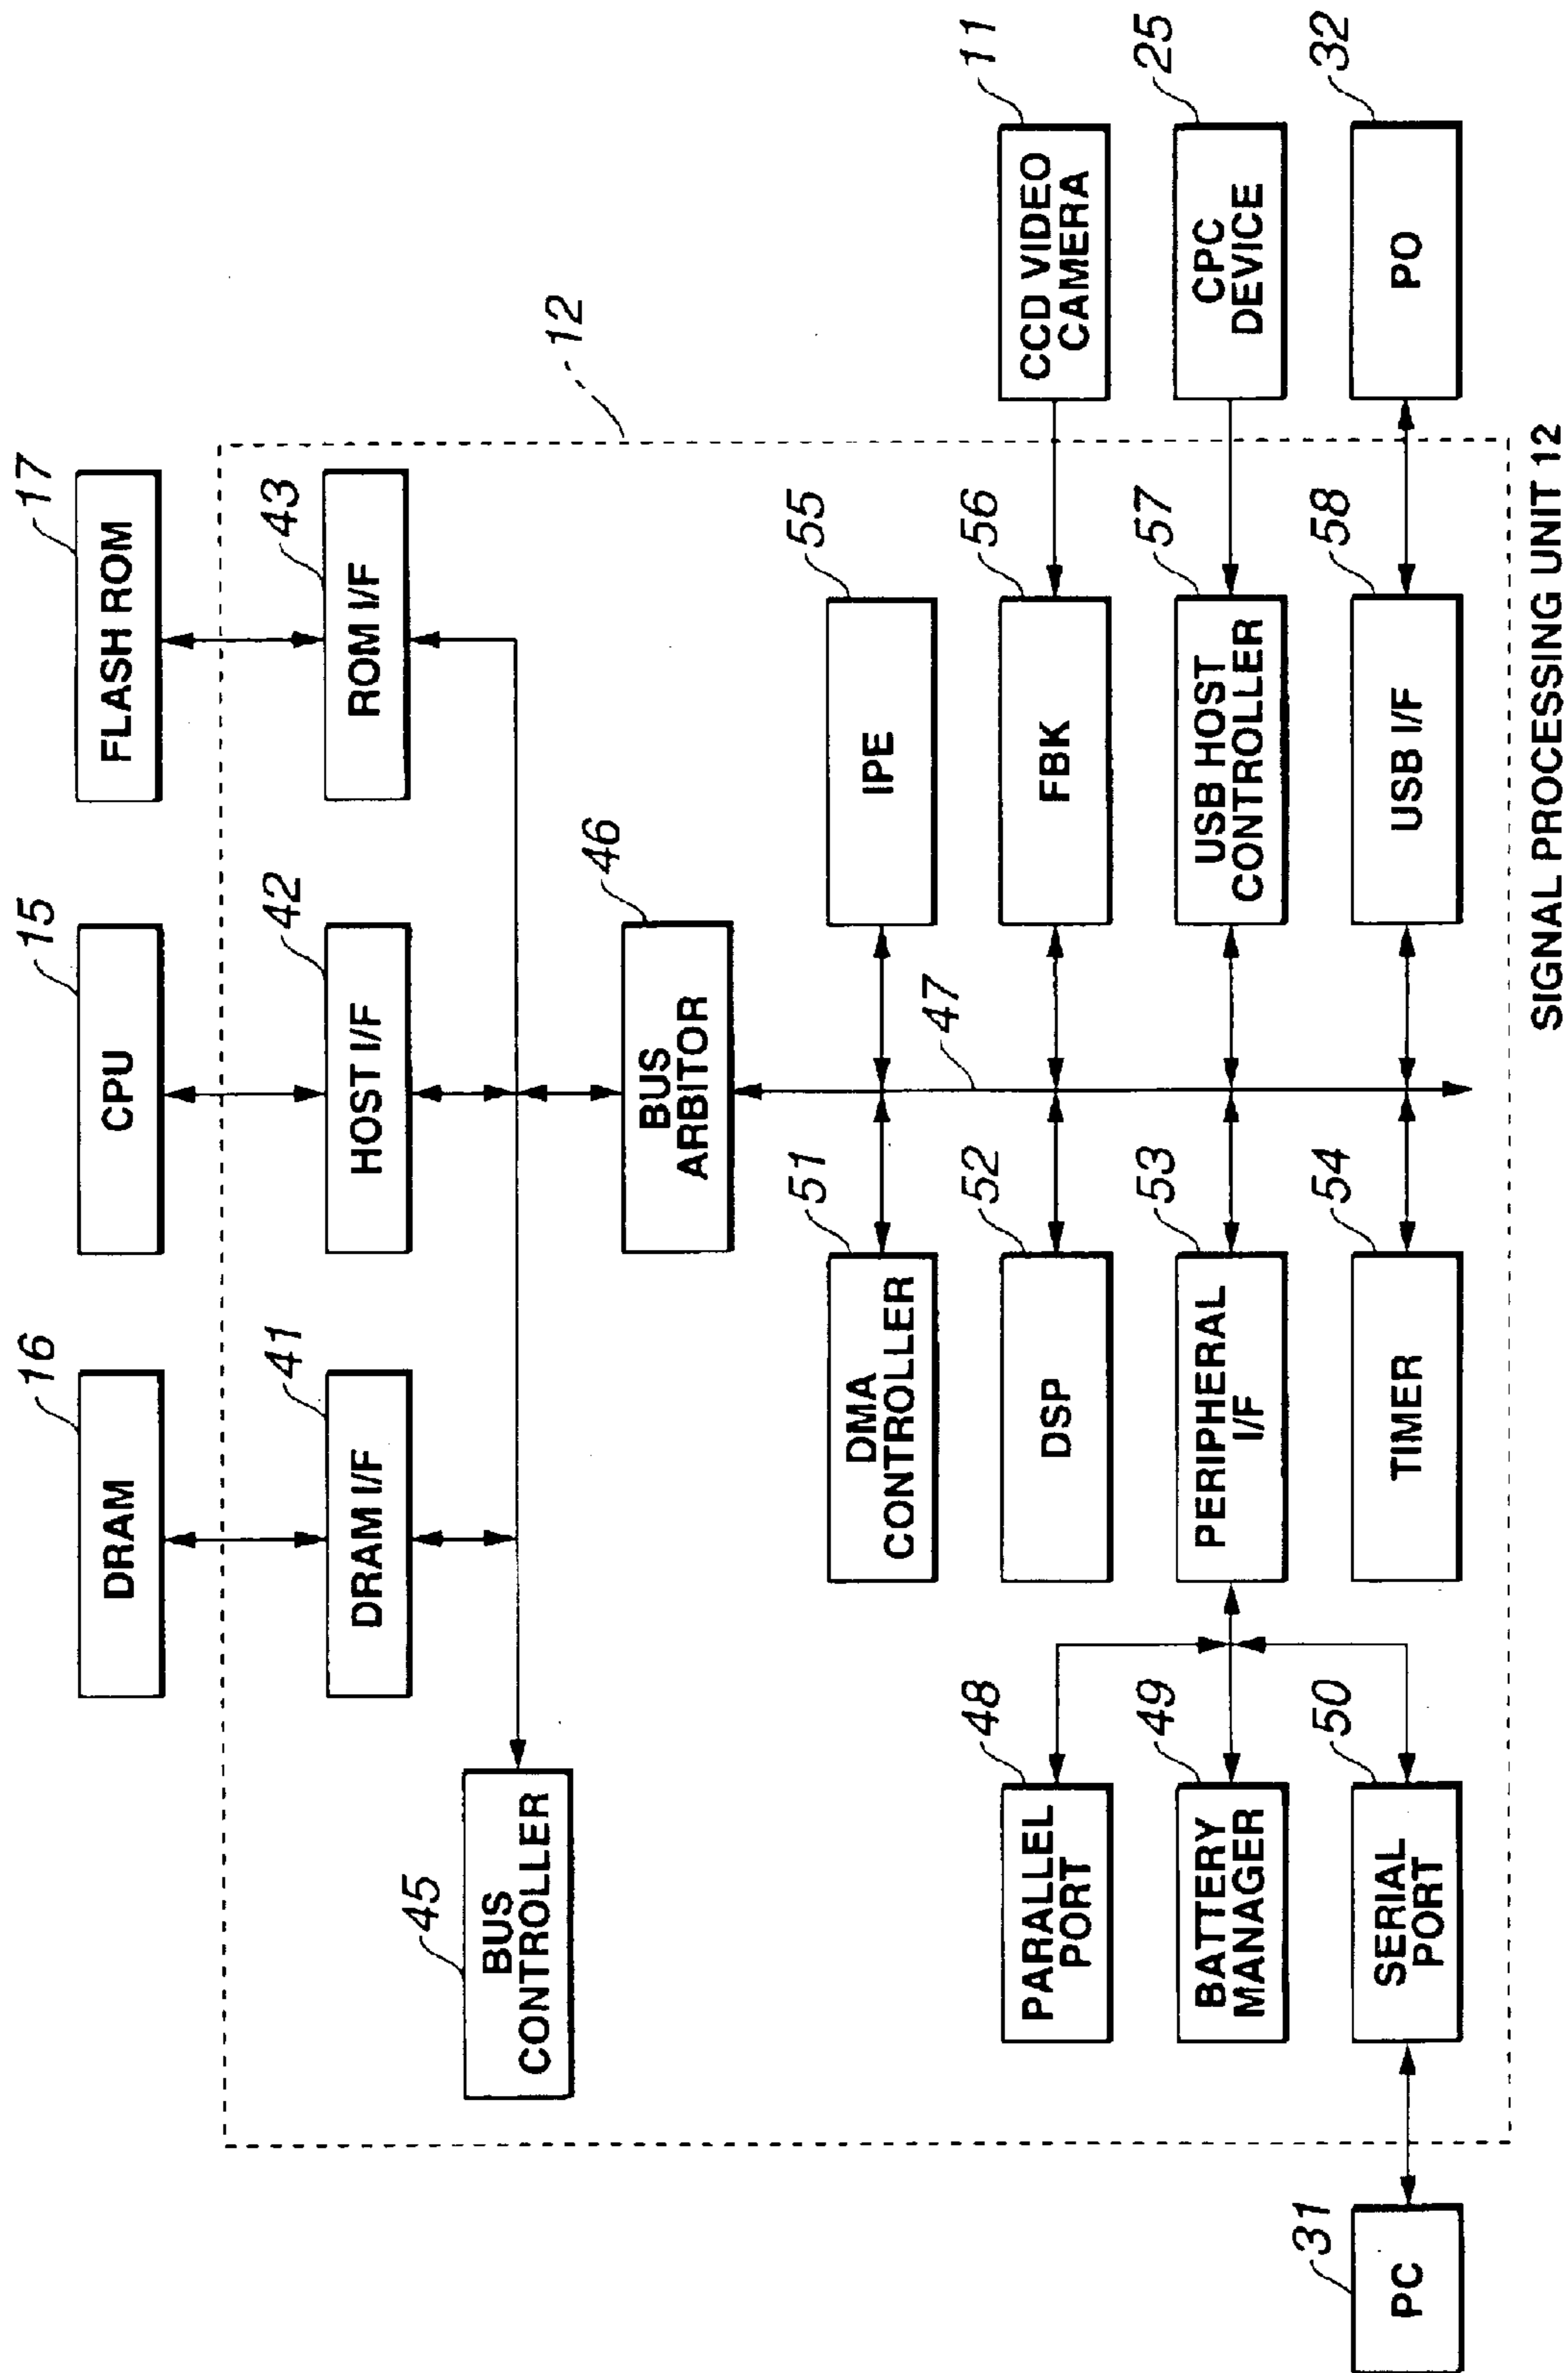 16
DRAM
15
CPU
17
FLASH ROM
12
41
DRAM I/F
42
HOST I/F
43
ROM I/F
45
BUS
CONTROLLER
46
BUS
ARBITOR
47
51
DMA
CONTROLLER
55
IPE
48
PARALLEL
PORT
52
DSP
56
FBK
11
CCD VIDEO
CAMERA
49
BATTERY
MANAGER
53
PERIPHERAL
I/F
57
USB HOST
CONTROLLER
25
CPC
DEVICE
31
PC
50
SERIAL
PORT
54
TIMER
58
USB I/F
32
PO
SIGNAL PROCESSING UNIT 12